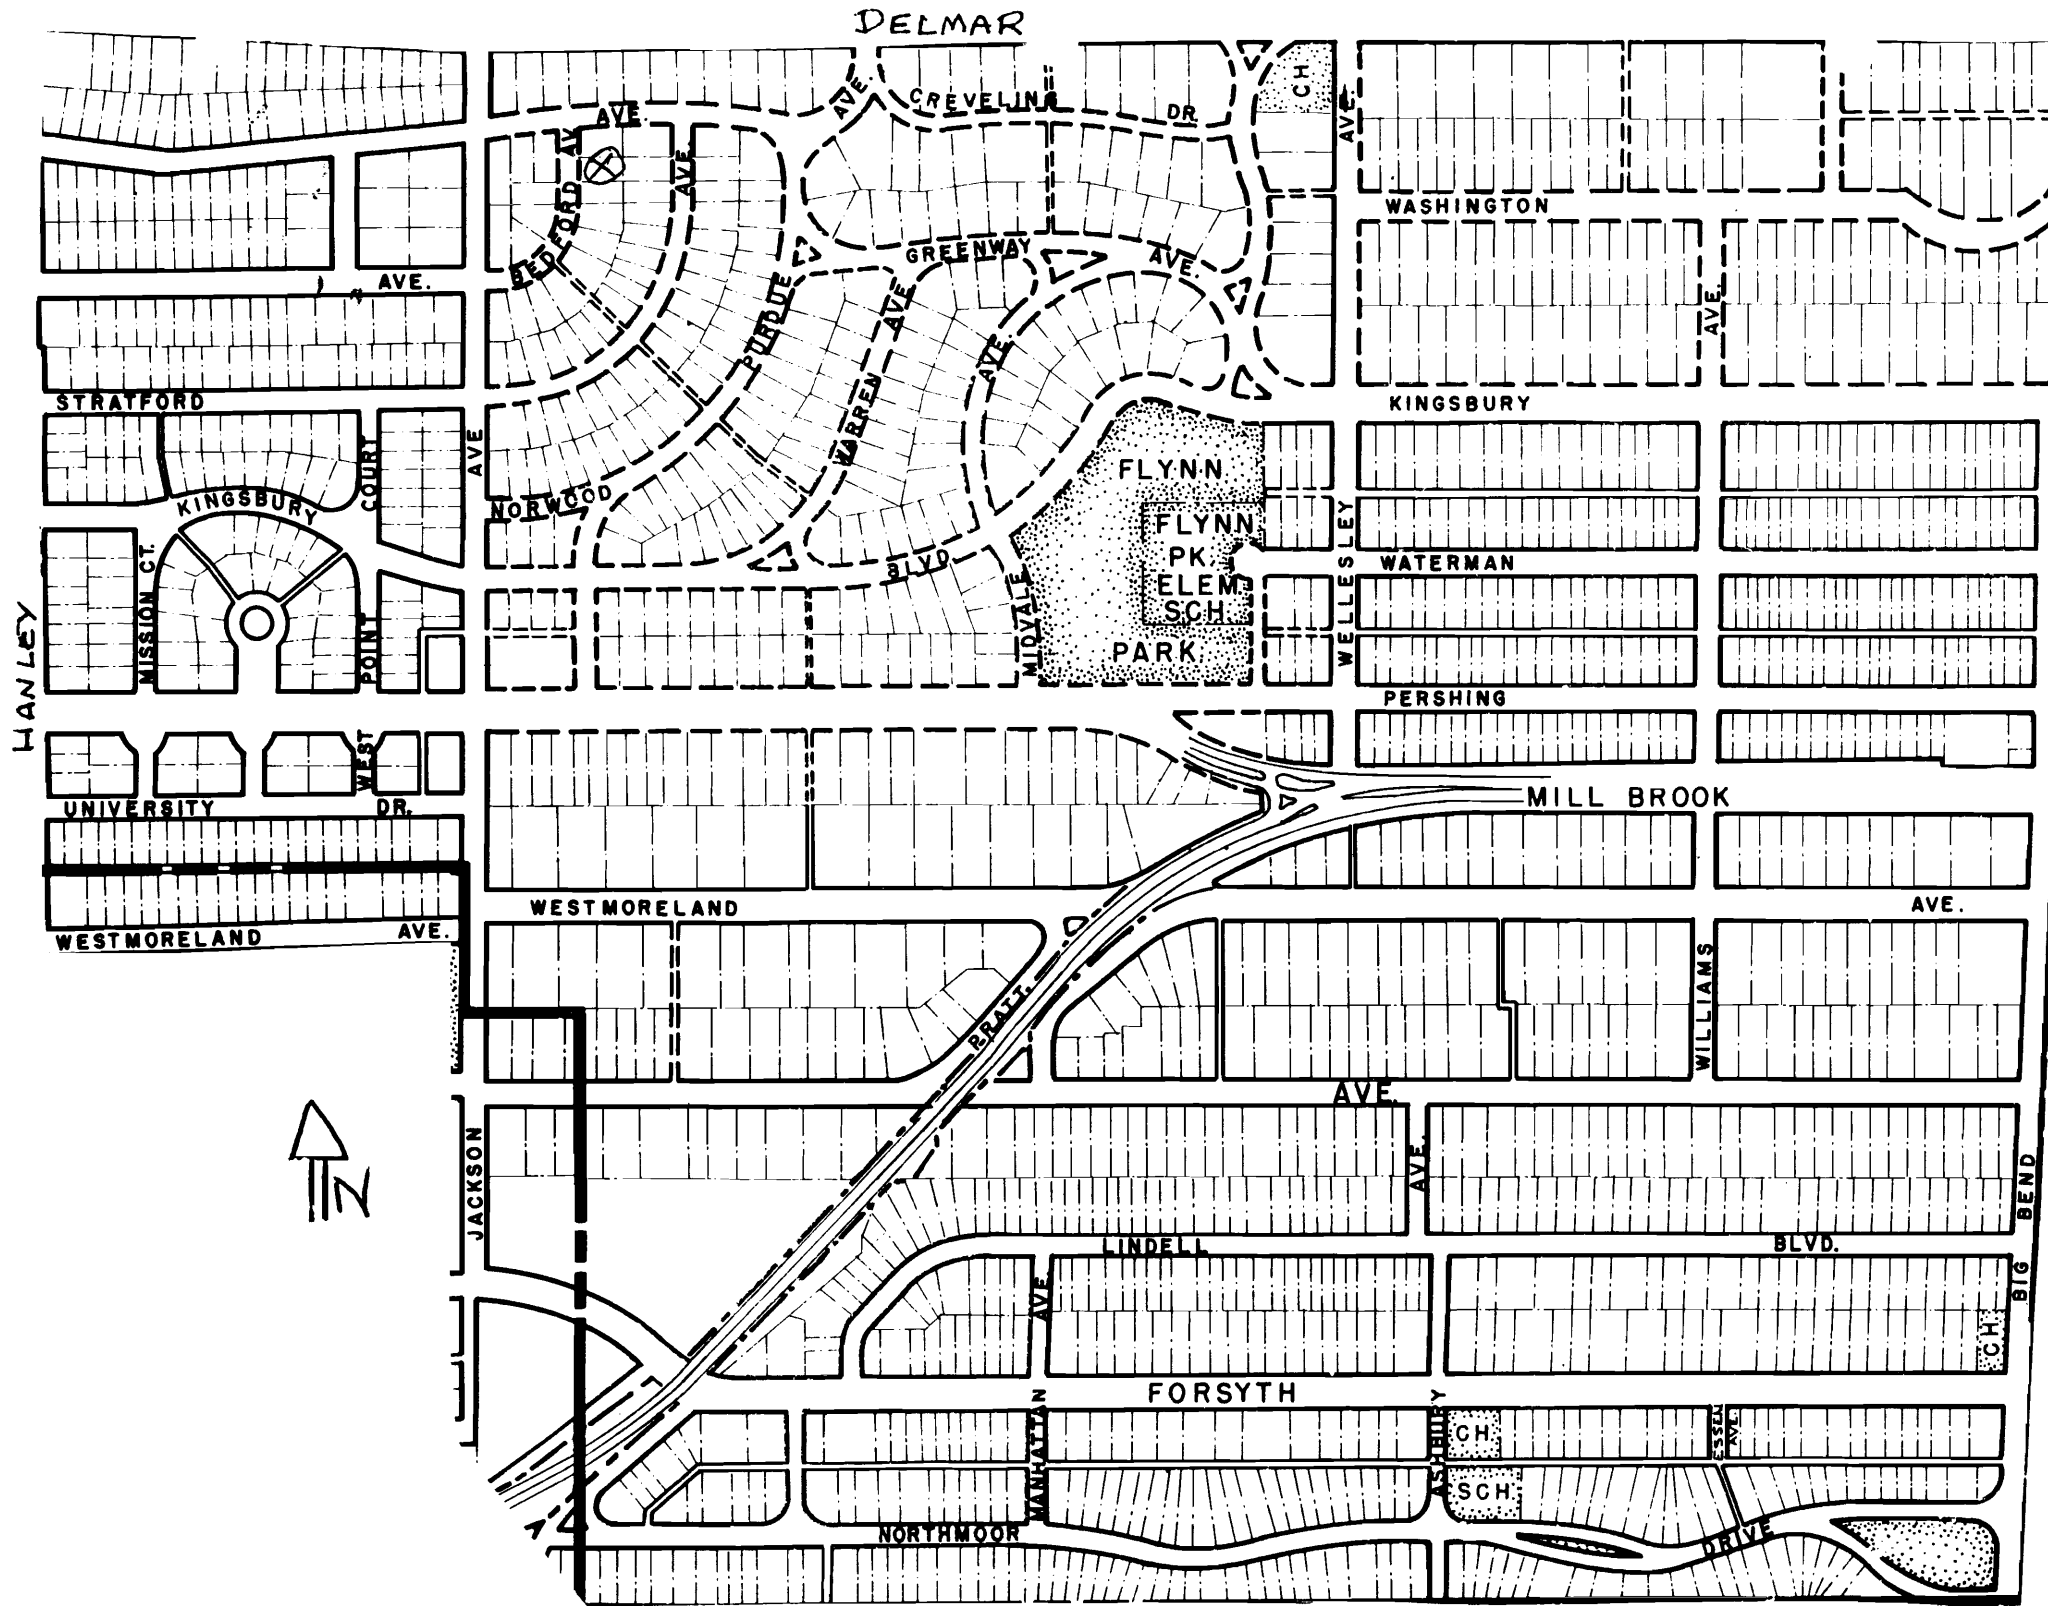 DELMAR
CH
CREVELING
DR.
AVE.
AVE.
AV
AVE.
AVE.
BEDFORD
WASHINGTON
GREENWAY
AVE.
AVE.
PURDUE
AVE.
AVE.
AVE.
WARREN
STRATFORD
KINGSBURY
COURT
AVE
KINGSBURY
NORWOOD
FLYNN
FLYNN
PK.
ELEM.
SCH.
PARK
WELLESLEY
WATERMAN
BLVD.
MIDVALE
HANLEY
MISSION CT.
POINT
PERSHING
WEST
UNIVERSITY
DR.
MILL BROOK
WESTMORELAND
AVE.
WESTMORELAND
AVE.
PRATT.
WILLIAMS
AVE.
N
JACKSON
AVE.
BEND
LINDELL
BLVD.
BIG
AVE.
CH
FORSYTH
MANHATTAN
ASHBURY
CH
ESSEN
AVE.
SCH
NORTHMOOR
DRIVE